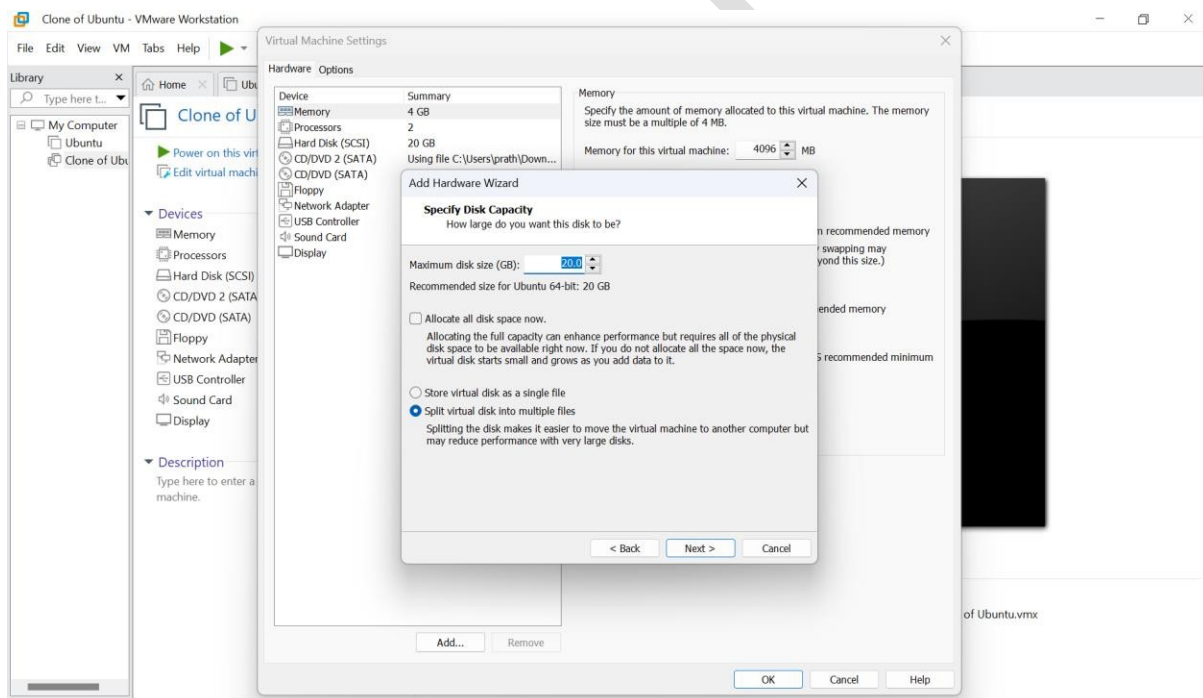 Clone of Ubuntu - VMware Workstation
File Edit View VM Tabs Help
Library ×
Type here t...
My Computer
Ubuntu
Clone of Ubu
Home × Ubu
Clone of U
Power on this virt
Edit virtual machi
Devices
Memory
Processors
Hard Disk (SCSI)
CD/DVD 2 (SATA
CD/DVD (SATA)
Floppy
Network Adapter
USB Controller
Sound Card
Display
Description
Type here to enter a
machine.
Virtual Machine Settings
Hardware Options
Device Summary
Memory 4 GB
Processors 2
Hard Disk (SCSI) 20 GB
CD/DVD 2 (SATA) Using file C:\Users\prath\Down...
CD/DVD (SATA)
Floppy
Network Adapter
USB Controller
Sound Card
Display
Memory
Specify the amount of memory allocated to this virtual machine. The memory
size must be a multiple of 4 MB.
Memory for this virtual machine: 4096 MB
n recommended memory
swapping may
yond this size.)
ended memory
recommended minimum
Add Hardware Wizard
Specify Disk Capacity
How large do you want this disk to be?
Maximum disk size (GB): 20.0
Recommended size for Ubuntu 64-bit: 20 GB
Allocate all disk space now.
Allocating the full capacity can enhance performance but requires all of the physical
disk space to be available right now. If you do not allocate all the space now, the
virtual disk starts small and grows as you add data to it.
Store virtual disk as a single file
Split virtual disk into multiple files
Splitting the disk makes it easier to move the virtual machine to another computer but
may reduce performance with very large disks.
< Back Next > Cancel
of Ubuntu.vmx
Add... Remove
OK Cancel Help